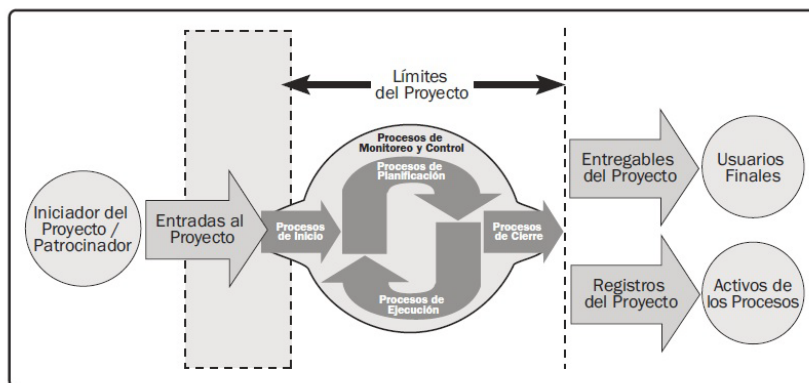 Límites
del Proyecto
Procesos de
Monitoreo y Control
Procesos de
Planificación
Iniciador del
Proyecto /
Patrocinador
Entradas al
Proyecto
Procesos
de Inicio
Procesos
de Cierre
Procesos de
Ejecución
Entregables
del Proyecto
Usuarios
Finales
Registros
del Proyecto
Activos de
los Procesos